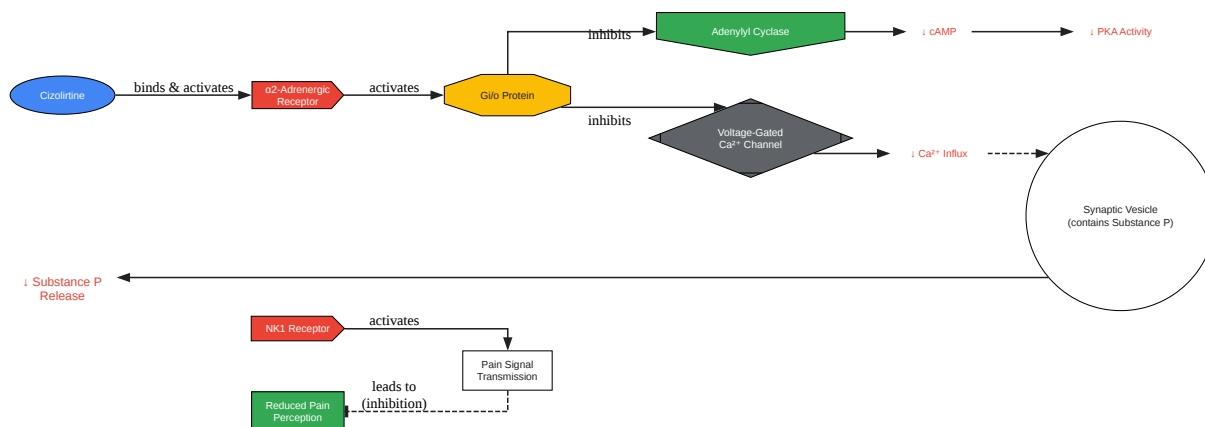 inhibits
Adenylyl Cyclase
↓ cAMP
↓ PKA Activity
Cizolirtine
binds & activates
α2-Adrenergic
Receptor
activates
Gi/o Protein
inhibits
Voltage-Gated
Ca²⁺ Channel
↓ Ca²⁺ Influx
Synaptic Vesicle
(contains Substance P)
↓ Substance P
Release
NK1 Receptor
activates
Pain Signal
Transmission
leads to
(inhibition)
Reduced Pain
Perception